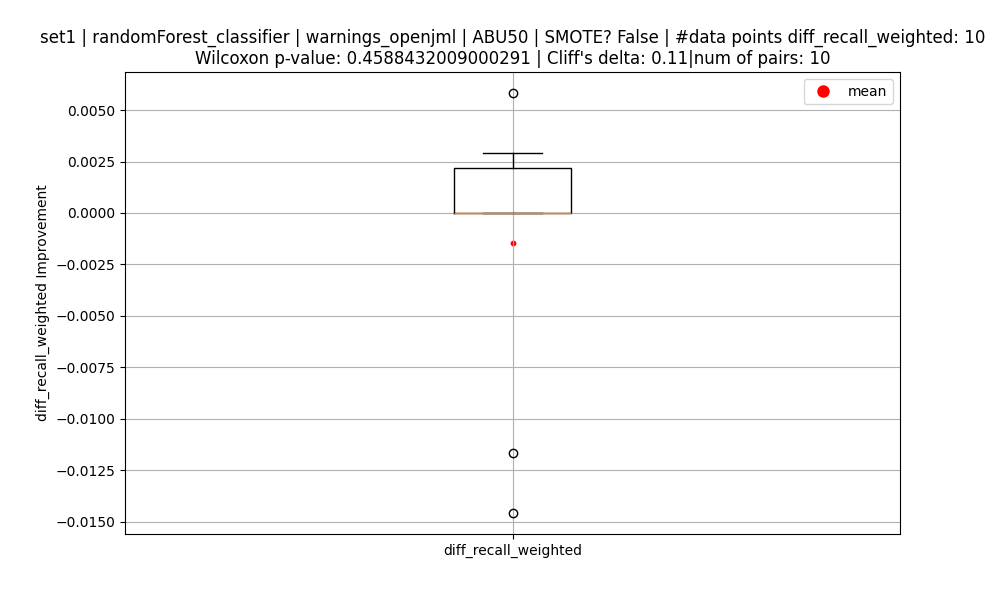 set1 | randomForest_classifier | warnings_openjml | ABU50 | SMOTE? False | #data points diff_recall_weighted: 10
Wilcoxon p-value: 0.4588432009000291 | Cliff's delta: 0.11|num of pairs: 10
mean
0.0050
0.0025
0.0000
−0.0025
−0.0050
−0.0075
−0.0100
−0.0125
−0.0150
diff_recall_weighted Improvement
diff_recall_weighted